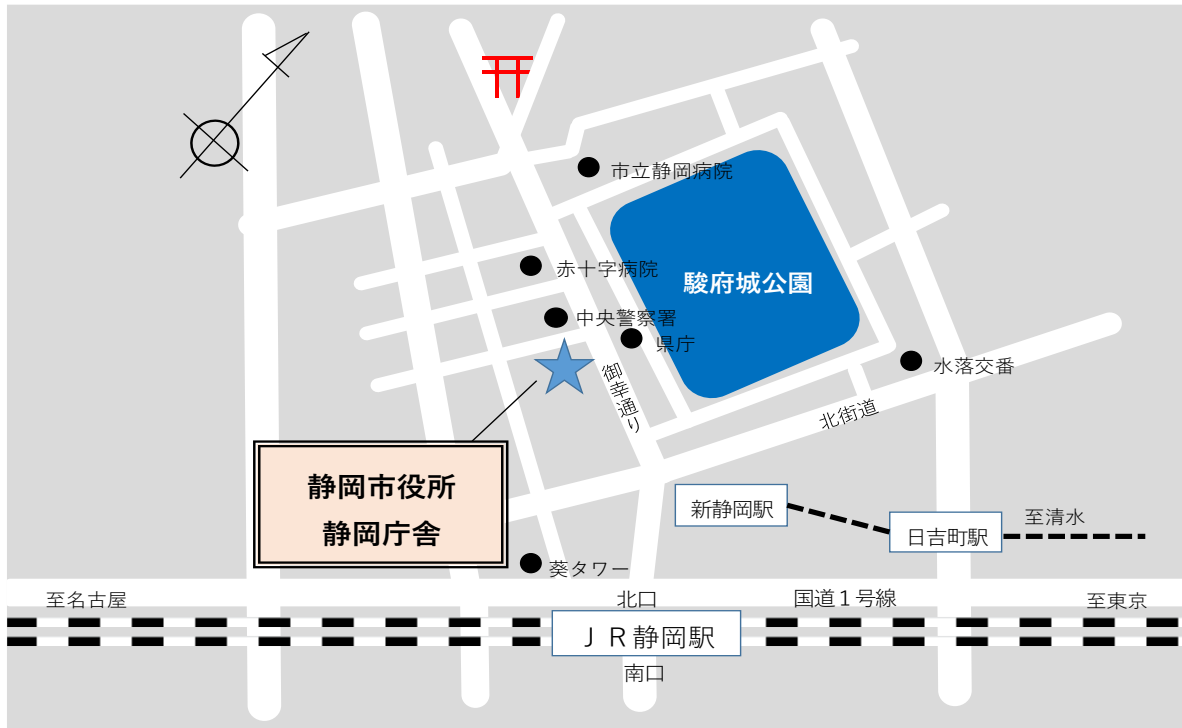 市立静岡病院
赤十字病院
駿府城公園
中央警察署
県庁
水落交番
御幸通り
北街道
静岡市役所
静岡庁舎
新静岡駅
日吉町駅
至清水
葵タワー
至名古屋
北口
国道1号線
至東京
JR静岡駅
南口